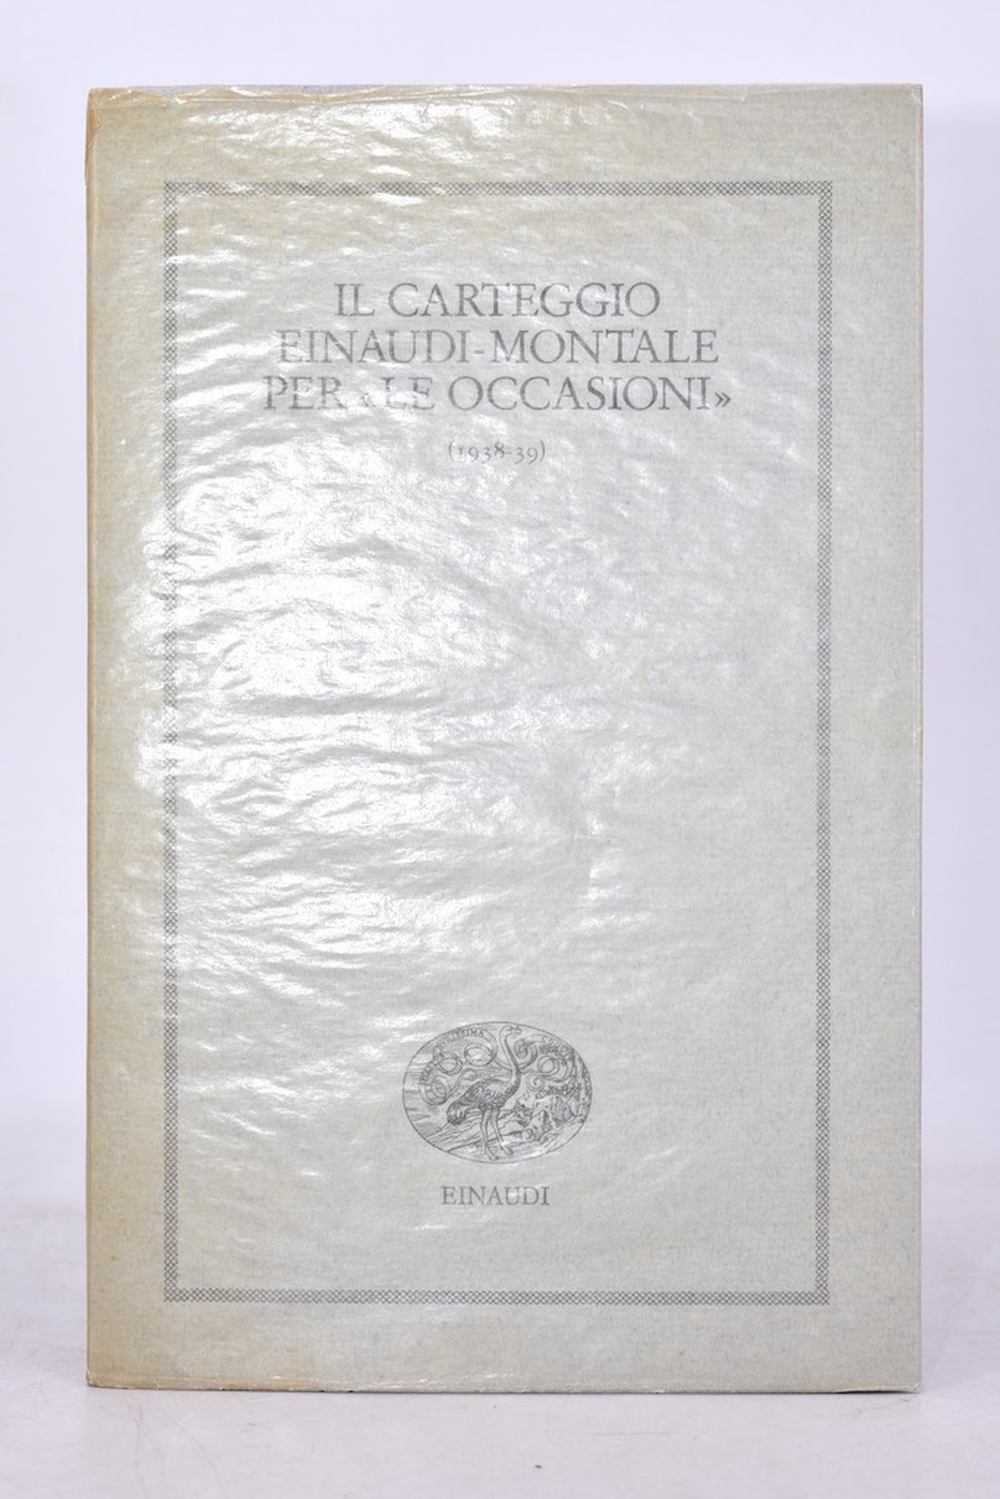 IL CARTEGGIO
EINAUDI-MONTALE
PER «LE OCCASIONI»
(1938-39)
EINAUDI